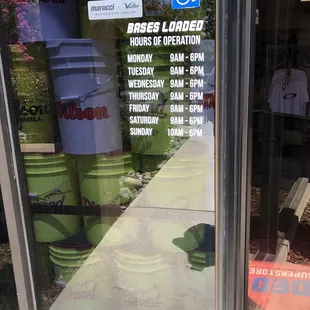 marucci
BASES LOADED
HOURS OF OPERATION
MONDAY 9AM - 6PM
TUESDAY 9AM - 6PM
WEDNESDAY 9AM - 6PM
THURSDAY 9AM - 6PM
FRIDAY 9AM - 6PM
SATURDAY 9AM - 6PM
SUNDAY 10AM - 6PM
Wilson
SUPERSTORE